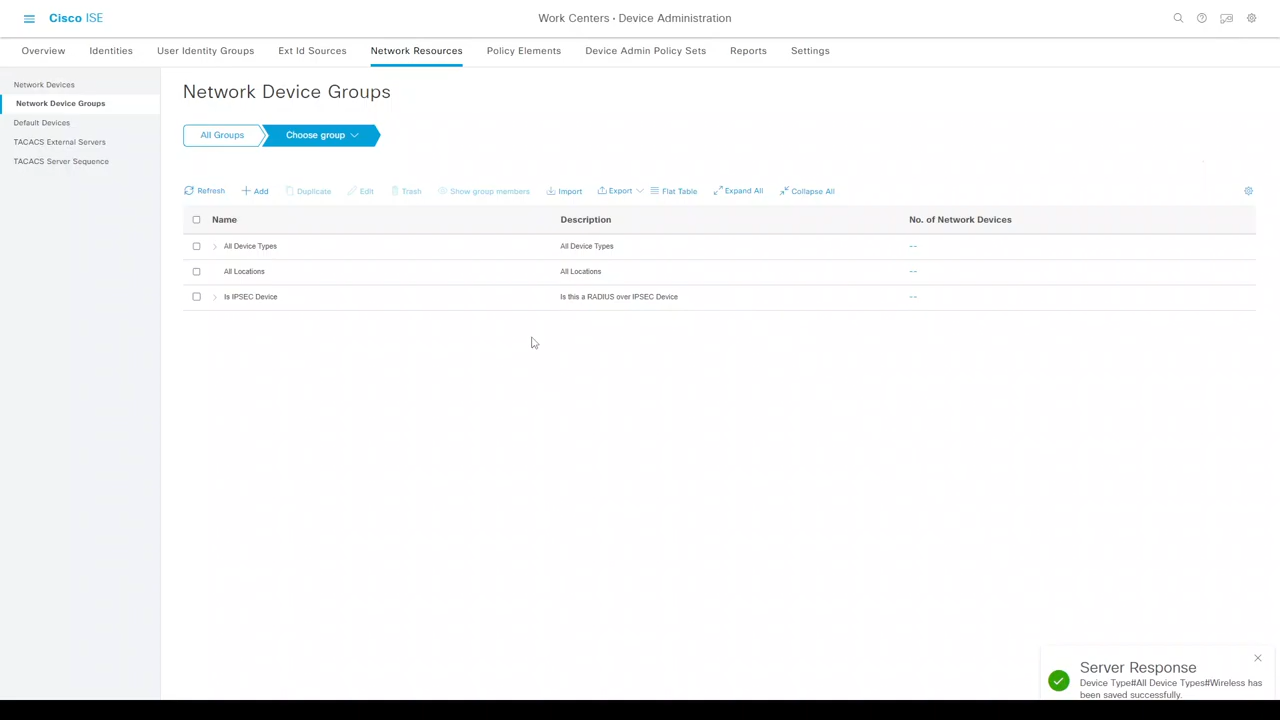 Cisco ISE
Work Centers · Device Administration
Overview
Identities
User Identity Groups
Ext Id Sources
Network Resources
Policy Elements
Device Admin Policy Sets
Reports
Settings
Network Devices
Network Device Groups
Default Devices
TACACS External Servers
TACACS Server Sequence
Network Device Groups
All Groups
Choose group
Refresh
Add
Duplicate
Edit
Trash
Show group members
Import
Export
Flat Table
Expand All
Collapse All
Name
Description
No. of Network Devices
All Device Types
All Device Types
--
All Locations
All Locations
--
Is IPSEC Device
Is this a RADIUS over IPSEC Device
--
Server Response
Device Type#All Device Types#Wireless has
been saved successfully.